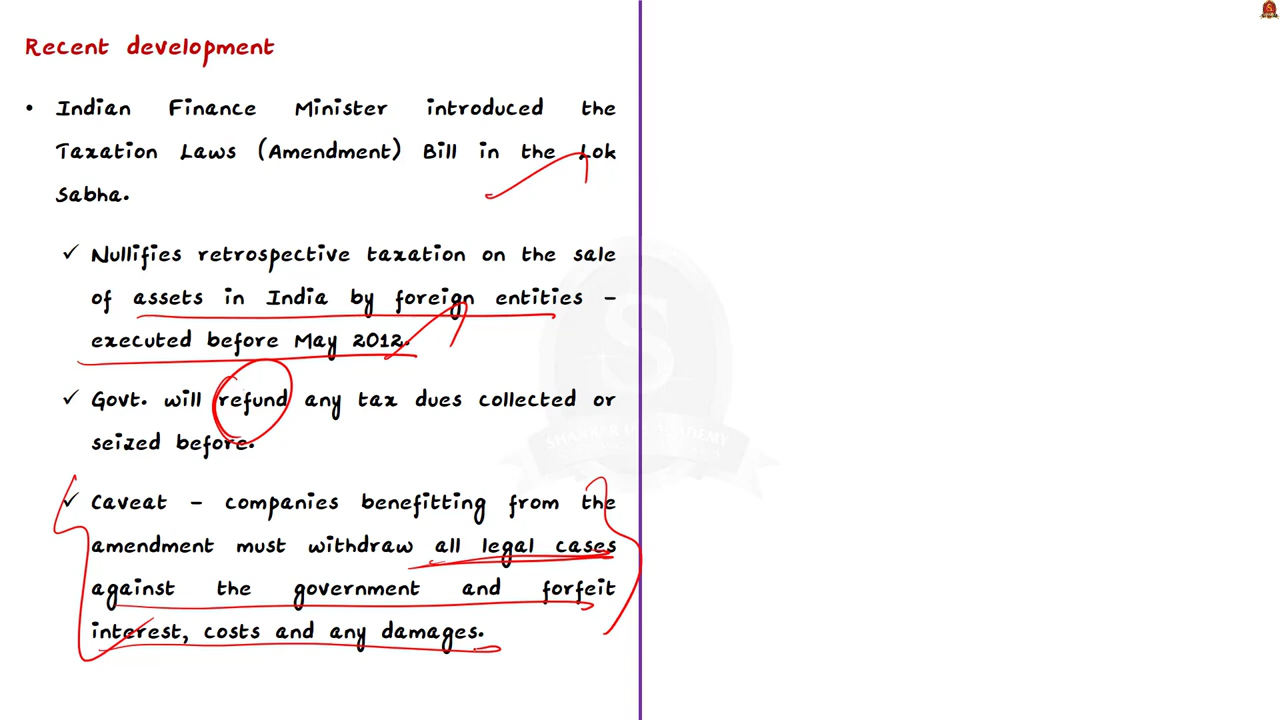 Recent development
• Indian Finance Minister introduced the
Taxation Laws (Amendment) Bill in the Lok
Sabha.
✓ Nullifies retrospective taxation on the sale
of assets in India by foreign entities –
executed before May 2012.
✓ Govt. will refund any tax dues collected or
seized before.
✓ Caveat – companies benefitting from the
amendment must withdraw all legal cases
against the government and forfeit
interest, costs and any damages.